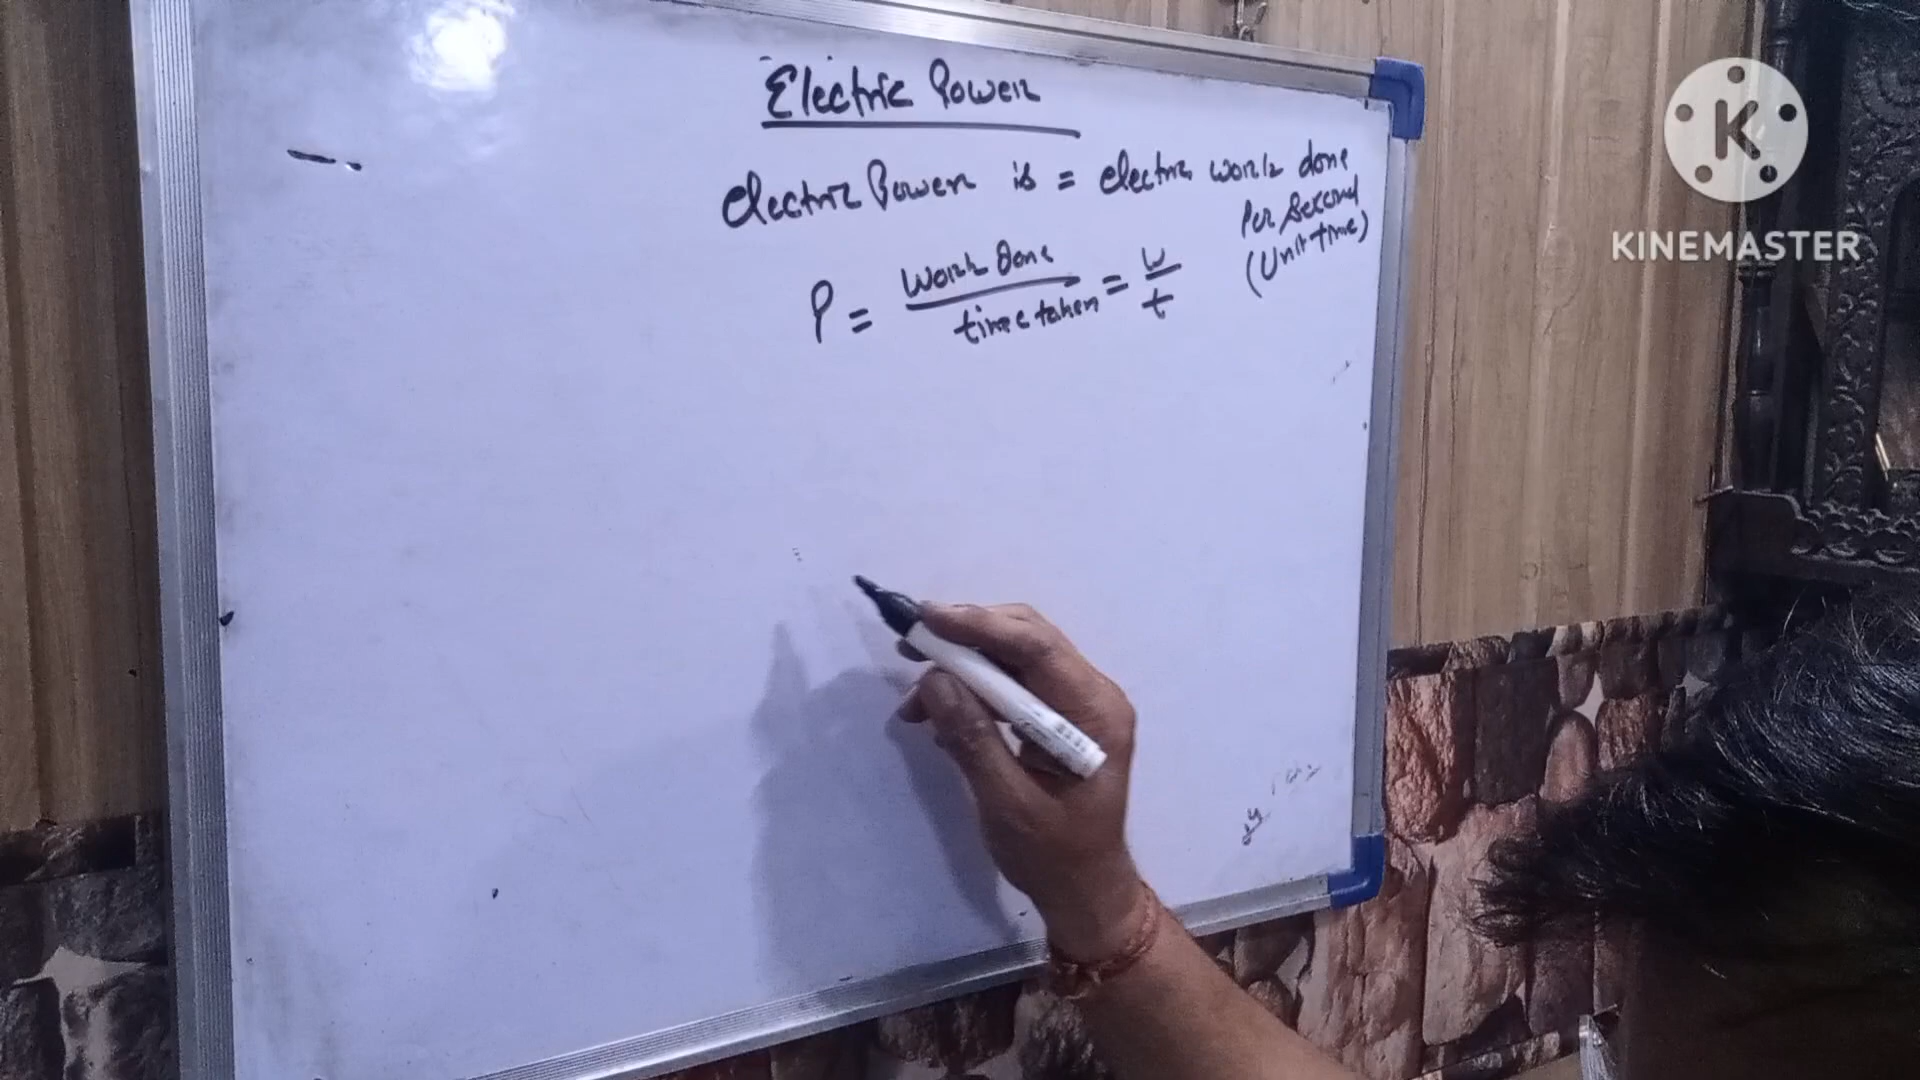 Electric Power
electric Power is = electric work done
Per second
(Unit time)
P = work done / time taken = w / t
K
KINEMASTER